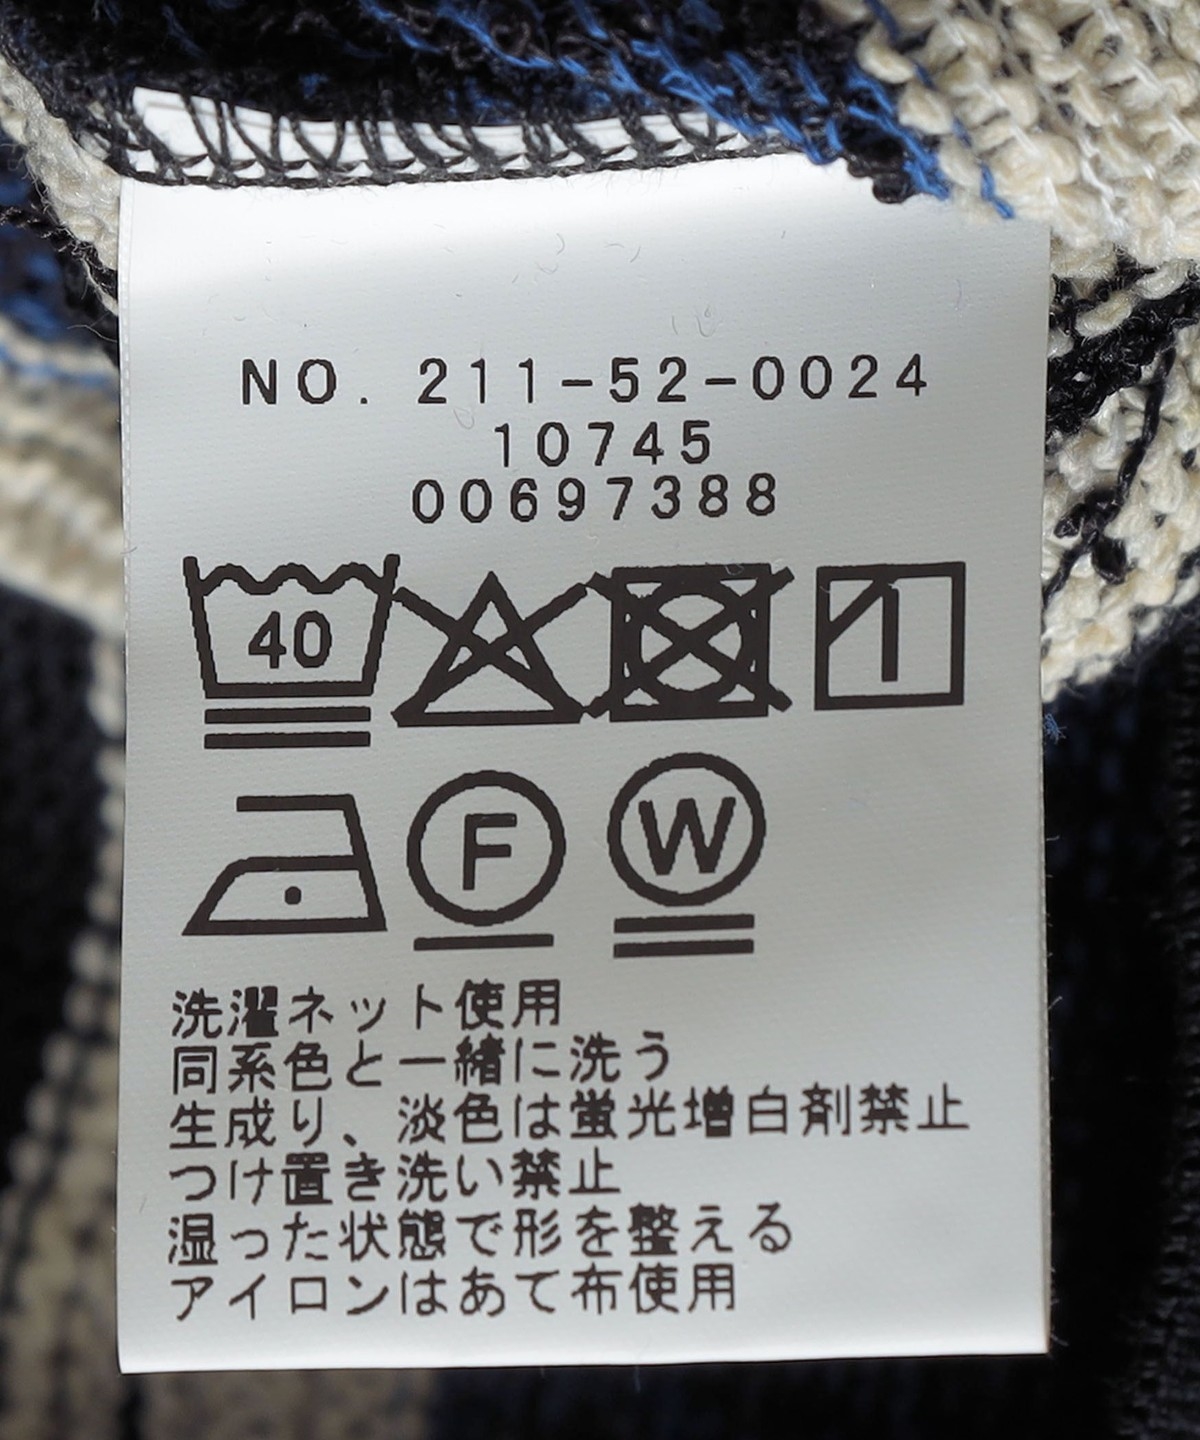 NO. 211-52-0024
10745
00697388
40
F W
洗濯ネット使用
同系色と一緒に洗う
生成り、淡色は蛍光増白剤禁止
つけ置き洗い禁止
湿った状態で形を整える
アイロンはあて布使用